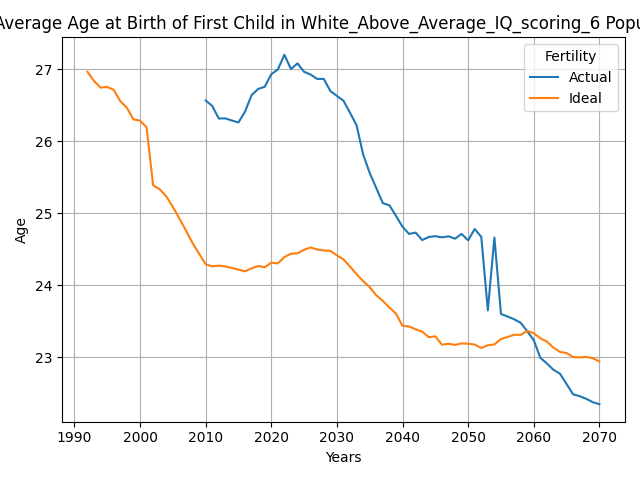 Average Age at Birth of First Child in White_Above_Average_IQ_scoring_6
Fertility
Actual
Ideal
27
26
25
24
23
Age
1990 2000 2010 2020 2030 2040 2050 2060 2070
Years